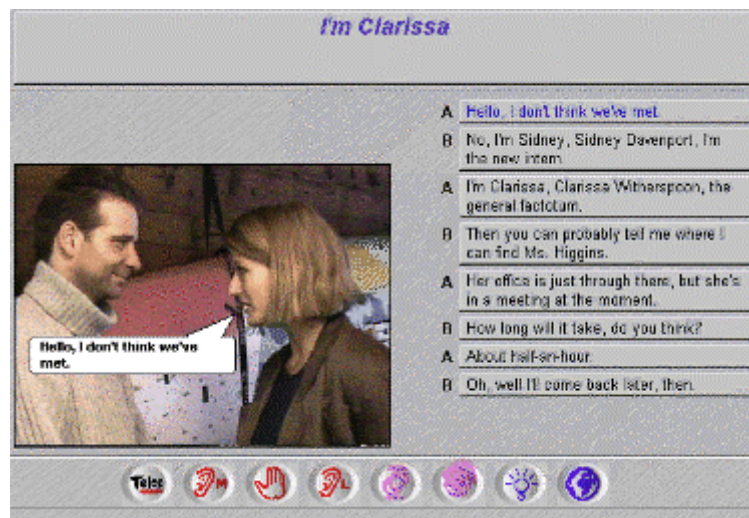 I'm Clarissa
A Hello, I don't think we've met.
B No, I'm Sidney, Sidney Davenport, I'm
the new intern.
A I'm Clarissa, Clarissa Witherspoon, the
general factotum.
B Then you can probably tell me where I
can find Ms. Higgins.
A Her office is just through there, but she's
in a meeting at the moment.
B How long will it take, do you think?
A About half-an-hour.
B Oh, well I'll come back later, then.
Hello, I don't think we've
met.
M
L